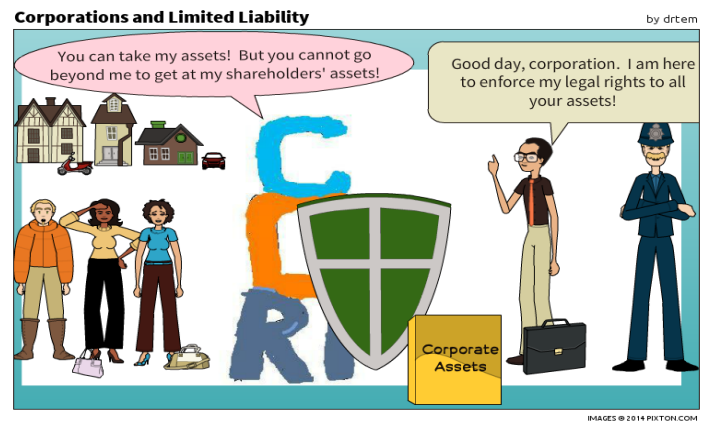 Corporations and Limited Liability
by drtem
You can take my assets! But you cannot go
beyond me to get at my shareholders' assets!
Good day, corporation. I am here
to enforce my legal rights to all
your assets!
Corporate
Assets
IMAGES © 2014 PIXTON.COM